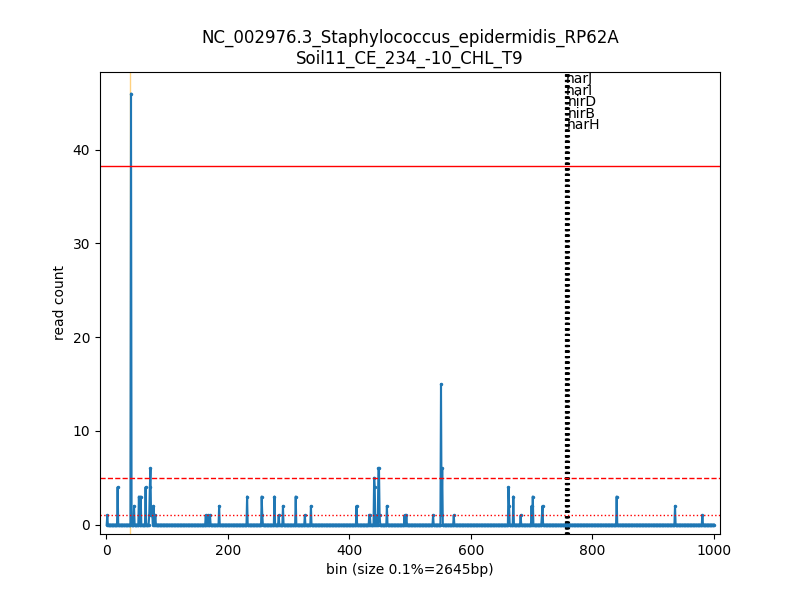 NC_002976.3_Staphylococcus_epidermidis_RP62A
Soil11_CE_234_-10_CHL_T9
narJ
narI
nirD
nirB
narH
read count
40
30
20
10
0
0 200 400 600 800 1000
bin (size 0.1%=2645bp)